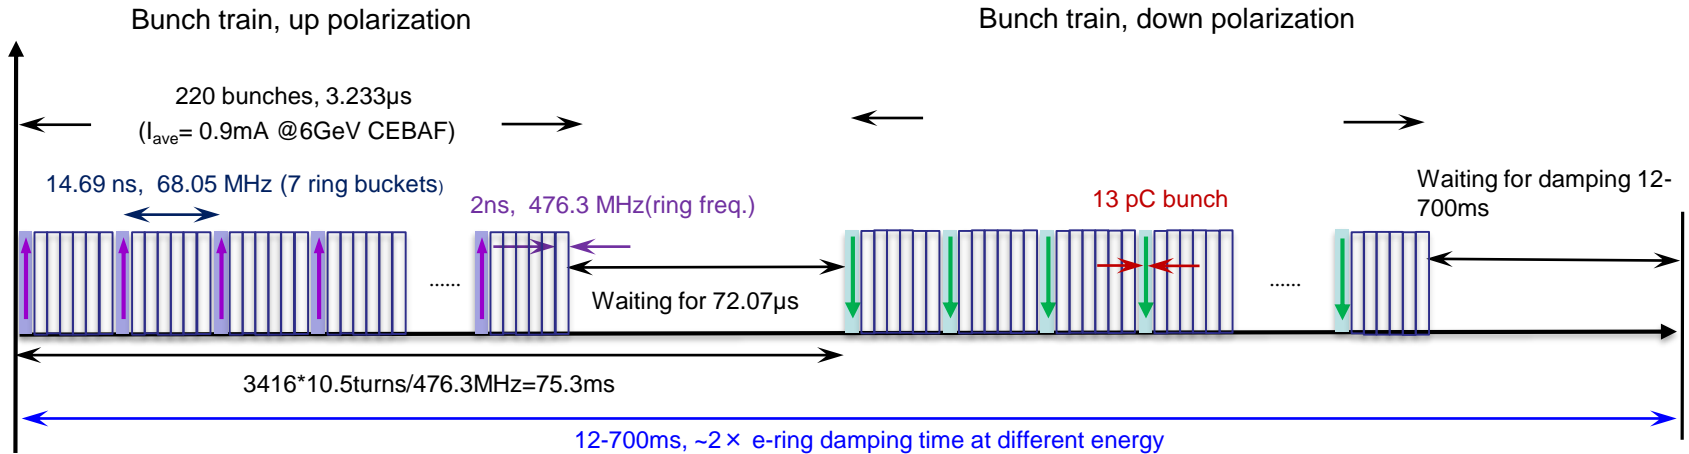 Bunch train, up polarization
Bunch train, down polarization
220 bunches, 3.233µs
(Iave= 0.9mA @6GeV CEBAF)
14.69 ns, 68.05 MHz (7 ring buckets)
2ns, 476.3 MHz(ring freq.)
13 pC bunch
Waiting for damping 12-
700ms
......
Waiting for 72.07µs
......
3416*10.5turns/476.3MHz=75.3ms
12-700ms, ~2× e-ring damping time at different energy